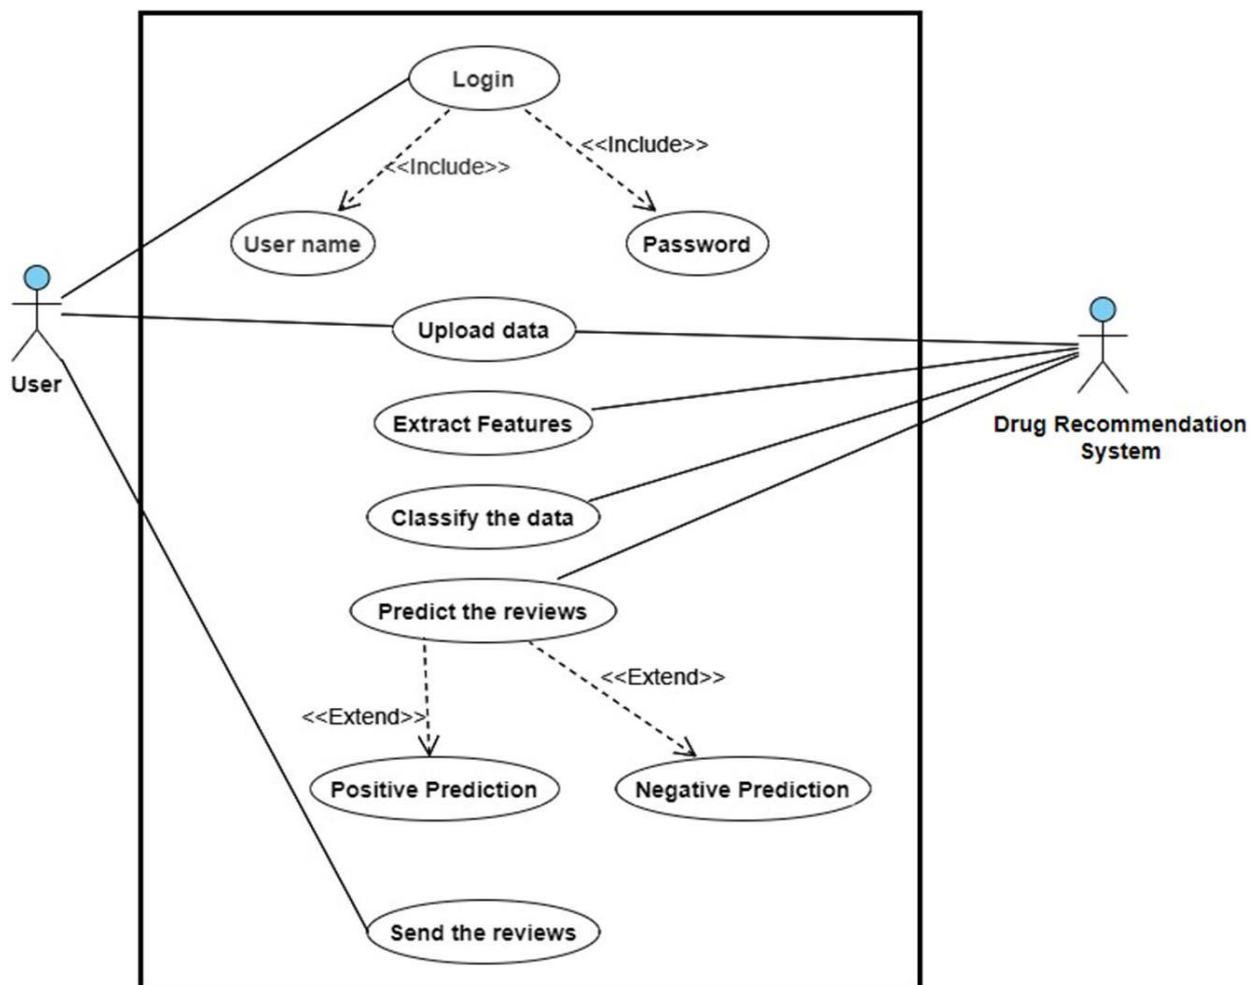 Login
<<Include>>
<<Include>>
User name
Password
Upload data
User
Extract Features
Drug Recommendation
System
Classify the data
Predict the reviews
<<Extend>>
<<Extend>>
Positive Prediction
Negative Prediction
Send the reviews